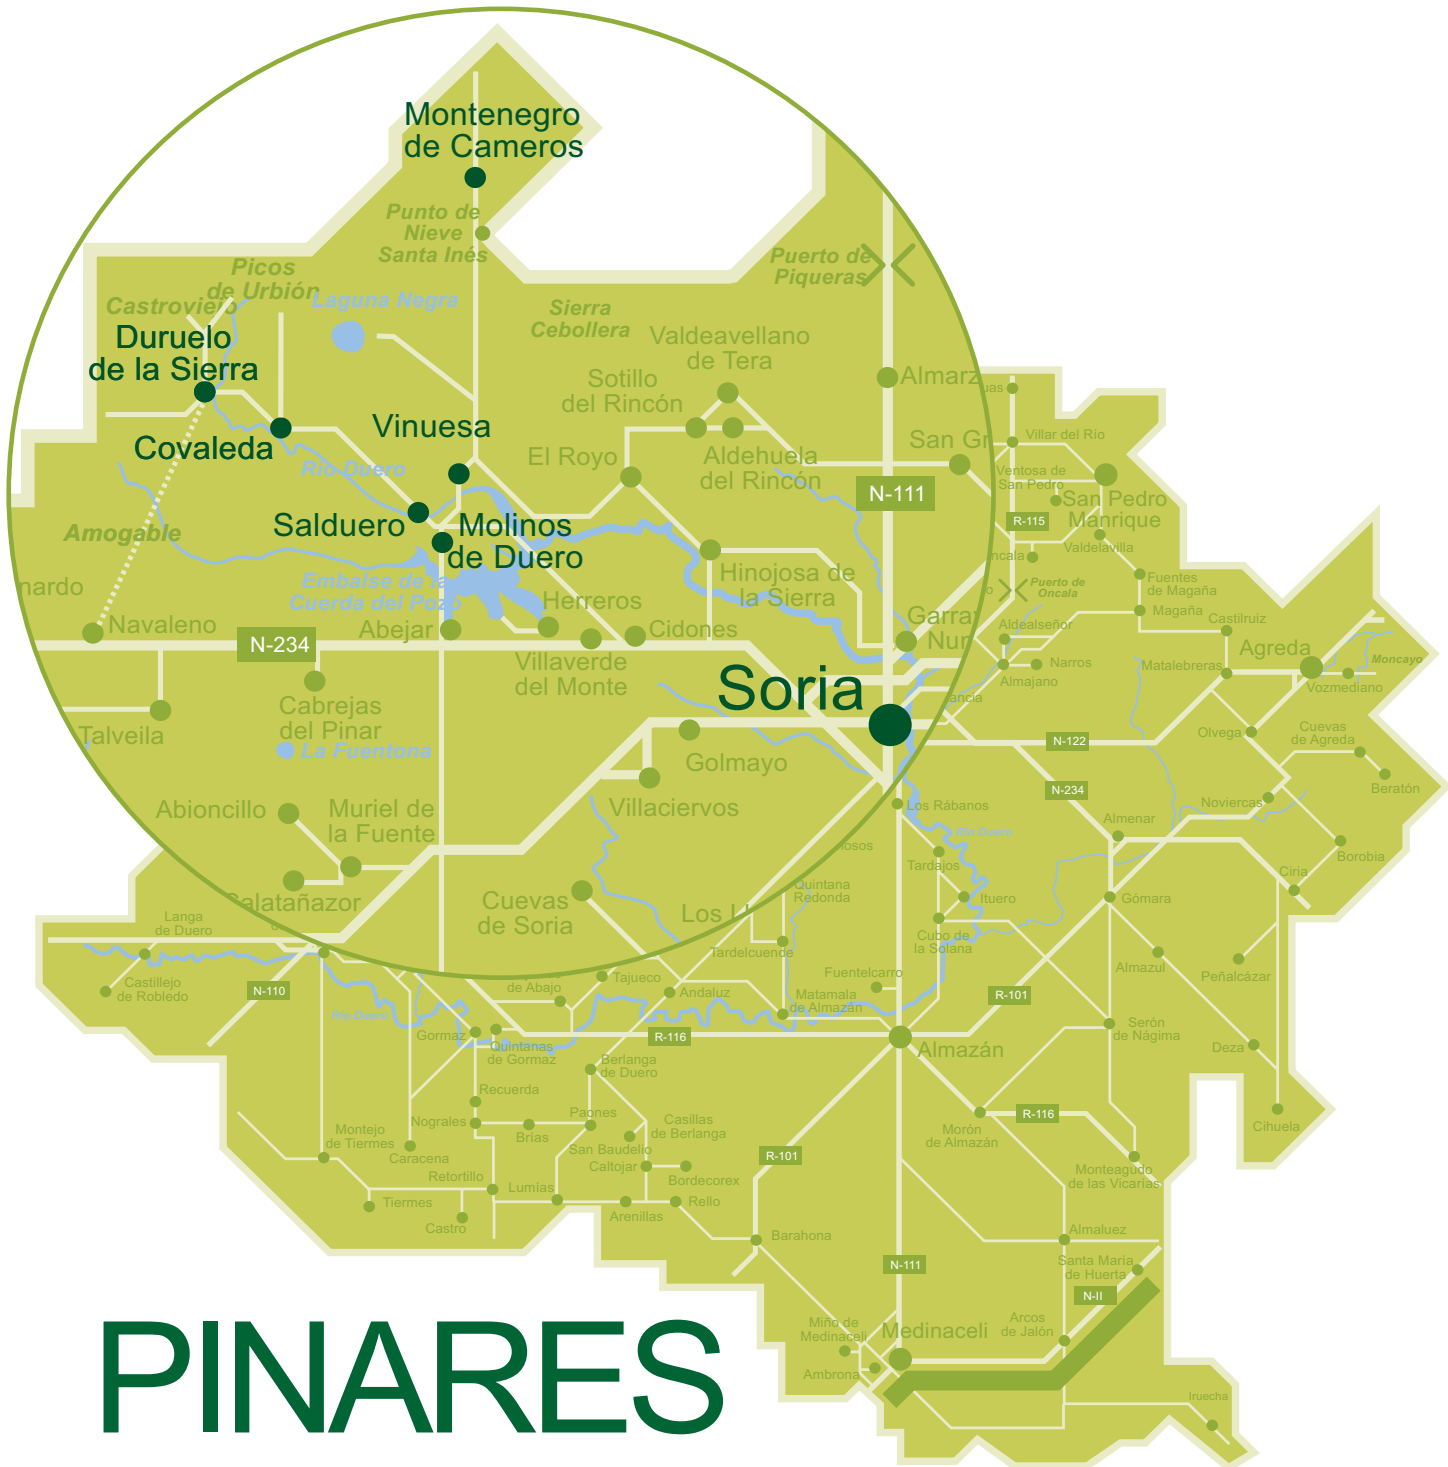 Montenegro
de Cameros
Punto de
Nieve
Santa Inés
Puerto de
Piqueras
Picos
de Urbión
Castroviejo
Laguna Negra
Sierra
Cebollera
Duruelo
de la Sierra
Valdeavellano
de Tera
Sotillo
del Rincón
Almarz
Covaleda
Vinuesa
Río Duero
El Royo
Aldehuela
del Rincón
San Gr
Villar del Río
Ventosa de
San Pedro
San Pedro
Manrique
N-111
R-115
Valdelavilla
Salduero
Molinos
de Duero
Amogable
Embalse de la
Cuerda del Pozo
Hinojosa de
la Sierra
Puerto de
Oncala
Fuentes
de Magaña
Magaña
Castilruiz
Navaleno
N-234
Abejar
Herreros
Cidones
Villaverde
del Monte
Garray
Aldealseñor
Narros
Almajano
Matalebreras
Agreda
Moncayo
Vozmediano
Soria
Talveila
Cabrejas
del Pinar
La Fuentona
Golmayo
Villaciervos
N-122
Olvega
Cuevas
de Agreda
Beratón
N-234
Noviercas
Almenar
Borobia
Ciria
Abioncillo
Muriel de
la Fuente
Calatañazor
Cuevas
de Soria
Los Rábanos
Río Duero
Tardajos
Ituero
Gómara
Quintana
Redonda
Cubo de
la Solana
Langa
de Duero
Castillejo
de Robledo
N-110
Río Duero
de Abajo
Tajueco
Andaluz
Tardelcuende
Fuentelcarro
Matamala
de Almazán
Almazul
Peñalcázar
R-101
Gormaz
Quintanas
de Gormaz
R-116
Almazán
Serón
de Nágima
Deza
Berlanga
de Duero
Recuerda
Nograles
Brías
Paones
Casillas
de Berlanga
R-116
Morón
de Almazán
Cihuela
Montejo
de Tiermes
Caracena
San Baudelio
Caltojar
Bordecorex
R-101
Monteagudo
de las Vicarías
Retortillo
Tiermes
Castro
Lumías
Arenillas
Rello
Barahona
Almaluez
N-111
Santa María
de Huerta
N-II
Miño de
Medinaceli
Medinaceli
Arcos
de Jalón
Ambrona
Iruecha
PINARES